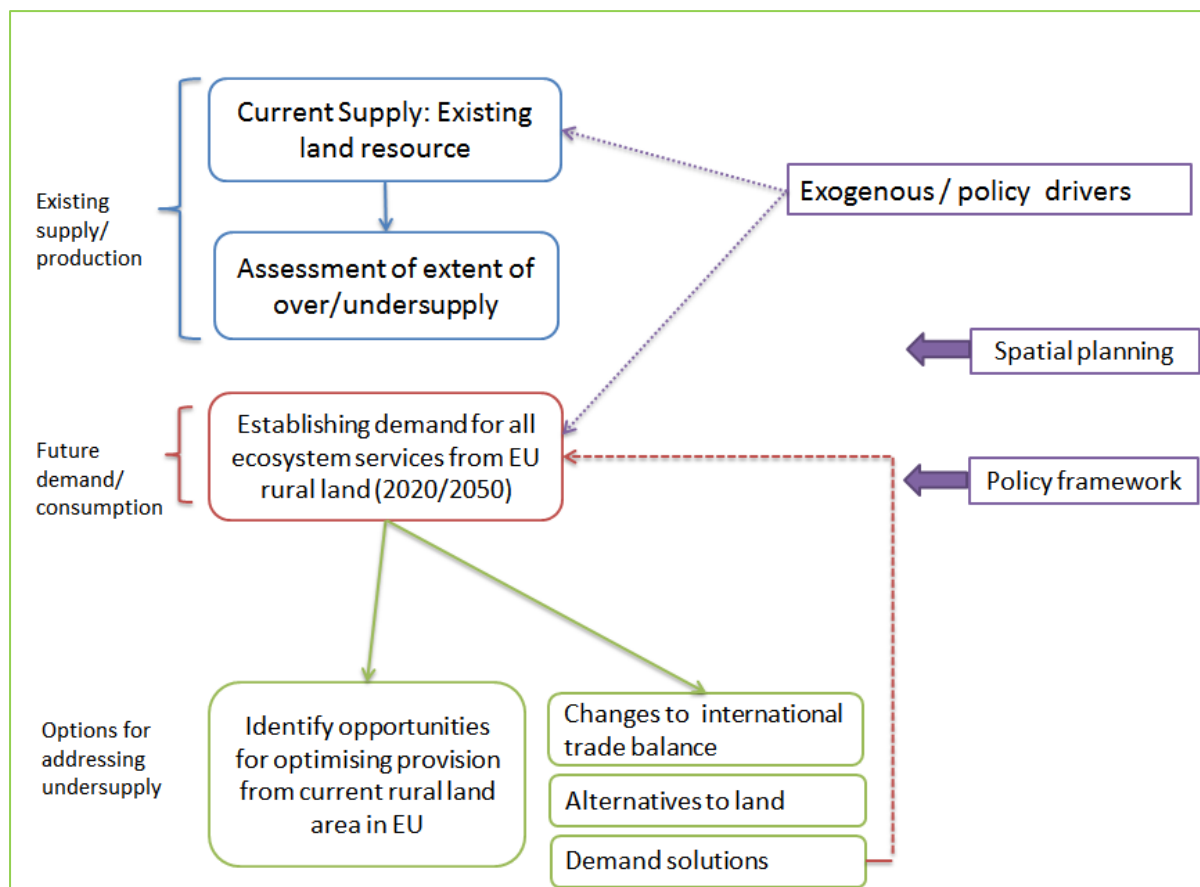 Current Supply: Existing
land resource
Exogenous / policy drivers
Existing
supply/
production
Assessment of extent of
over/undersupply
Spatial planning
Establishing demand for all
ecosystem services from EU
rural land (2020/2050)
Future
demand/
consumption
Policy framework
Options for
addressing
undersupply
Identify opportunities
for optimising provision
from current rural land
area in EU
Changes to international
trade balance
Alternatives to land
Demand solutions